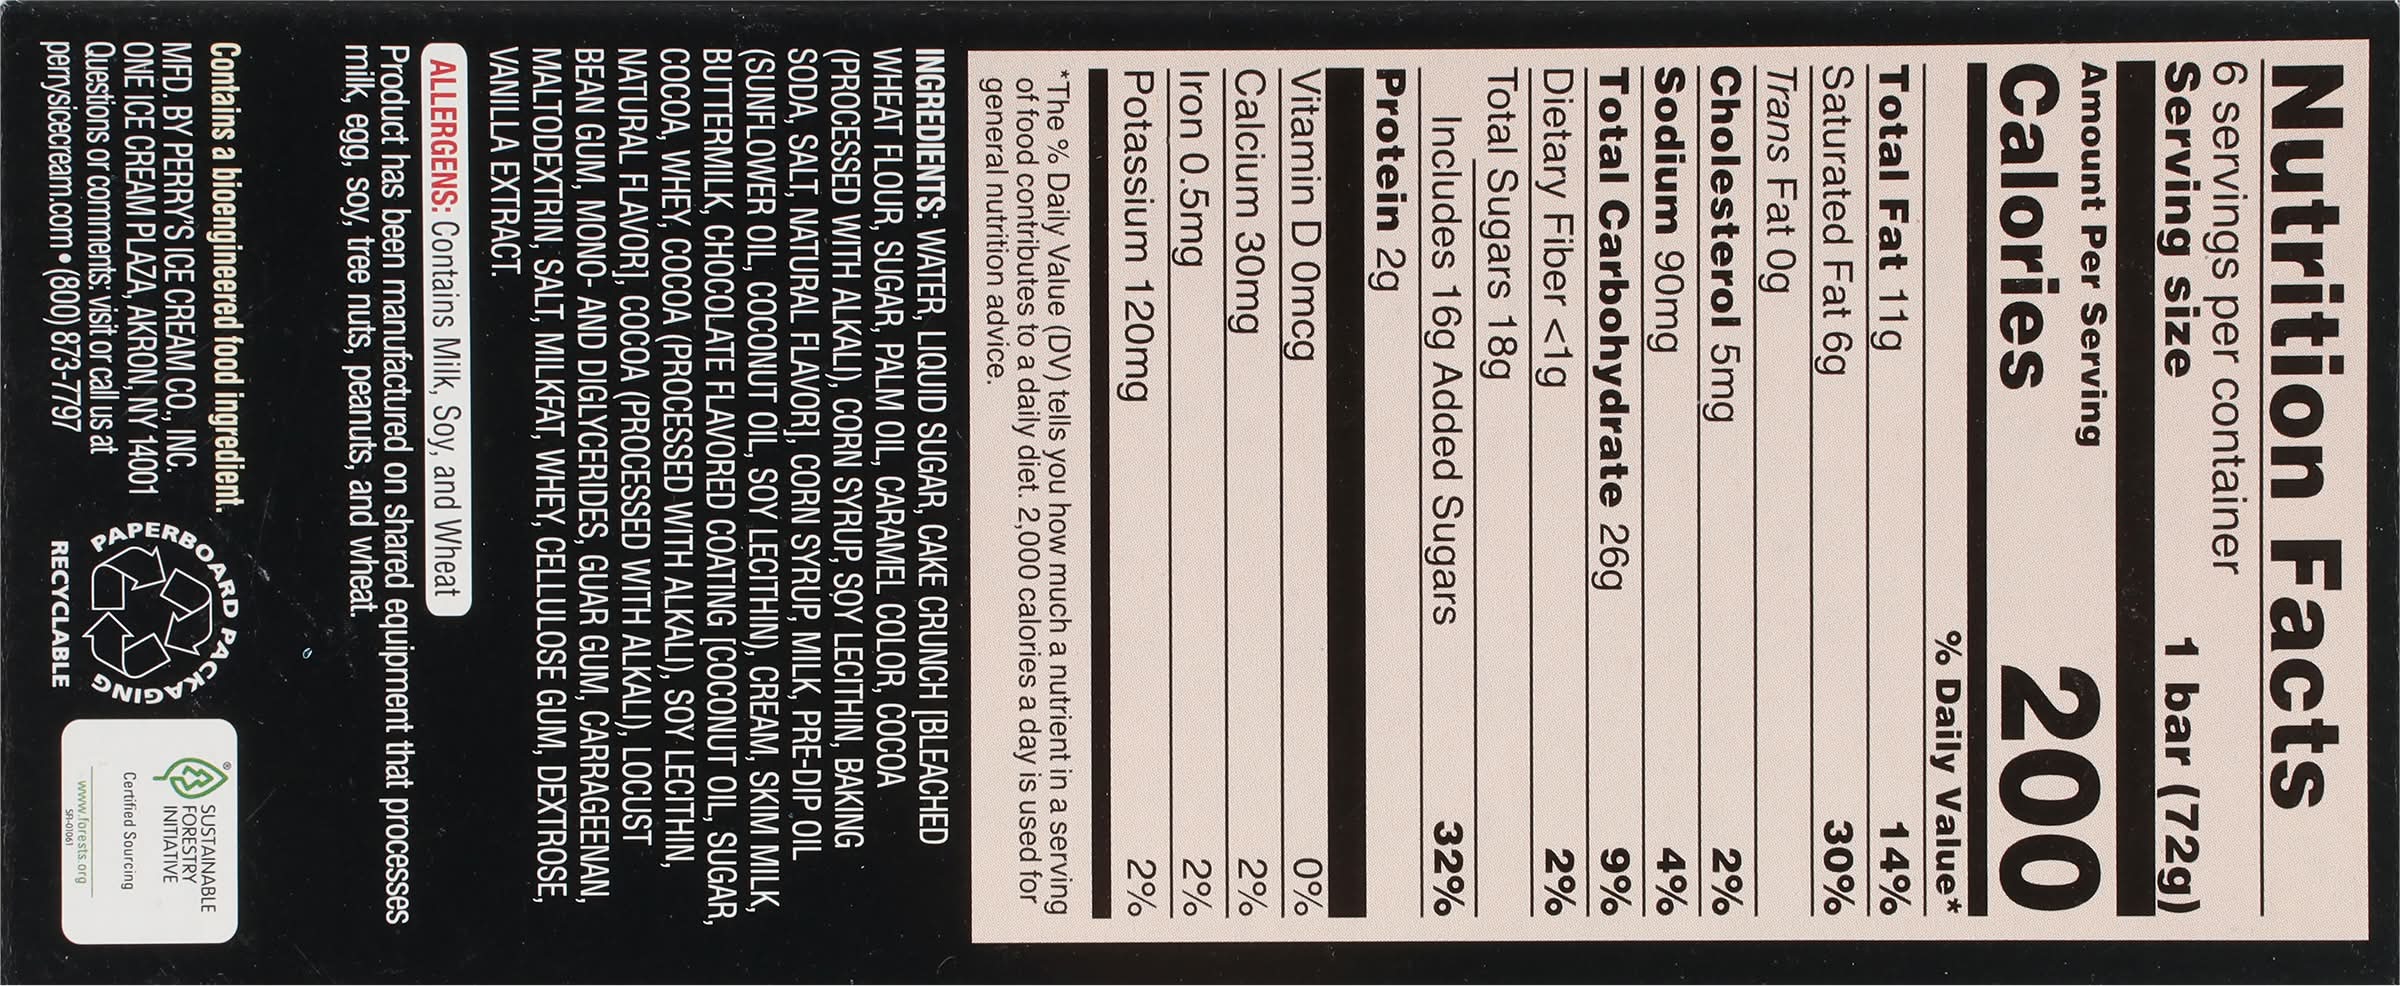 Nutrition Facts
6 servings per container
Serving size 1 bar (72g)
Amount Per Serving
Calories 200
% Daily Value*
Total Fat 11g 14%
Saturated Fat 6g 30%
Trans Fat 0g
Cholesterol 5mg 2%
Sodium 90mg 4%
Total Carbohydrate 26g 9%
Dietary Fiber <1g 2%
Total Sugars 18g
Includes 16g Added Sugars 32%
Protein 2g
Vitamin D 0mcg 0%
Calcium 30mg 2%
Iron 0.5mg 2%
Potassium 120mg 2%
*The % Daily Value (DV) tells you how much a nutrient in a serving
of food contributes to a daily diet. 2,000 calories a day is used for
general nutrition advice.
INGREDIENTS: WATER, LIQUID SUGAR, CAKE CRUNCH [BLEACHED
WHEAT FLOUR, SUGAR, PALM OIL, CARAMEL COLOR, COCOA
(PROCESSED WITH ALKALI), CORN SYRUP, SOY LECITHIN, BAKING
SODA, SALT, NATURAL FLAVOR], CORN SYRUP, MILK, PRE-DIP OIL
(SUNFLOWER OIL, COCONUT OIL, SOY LECITHIN), CREAM, SKIM MILK,
BUTTERMILK, CHOCOLATE FLAVORED COATING [COCONUT OIL, SUGAR,
COCOA, WHEY, COCOA (PROCESSED WITH ALKALI), SOY LECITHIN,
NATURAL FLAVOR], COCOA (PROCESSED WITH ALKALI), LOCUST
BEAN GUM, MONO- AND DIGLYCERIDES, GUAR GUM, CARRAGEENAN,
MALTODEXTRIN, SALT, MILKFAT, WHEY, CELLULOSE GUM, DEXTROSE,
VANILLA EXTRACT.
ALLERGENS: Contains Milk, Soy, and Wheat
Product has been manufactured on shared equipment that processes
milk, egg, soy, tree nuts, peanuts, and wheat.
Contains a bioengineered food ingredient.
MFD. BY PERRY'S ICE CREAM CO., INC.
ONE ICE CREAM PLAZA, AKRON, NY 14001
Questions or comments: visit or call us at
perrysicecream.com • (800) 873-7797
PAPERBOARD PACKAGING
RECYCLABLE
®
SUSTAINABLE
FORESTRY
INITIATIVE
Certified Sourcing
www.forests.org
SFI-01061